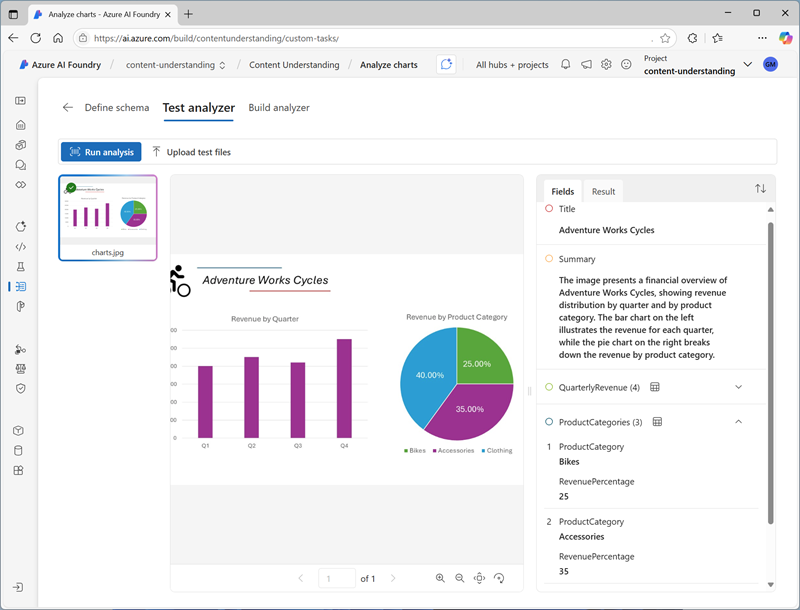 Analyze charts - Azure AI Foundry
https://ai.azure.com/build/contentunderstanding/custom-tasks/
Azure AI Foundry / content-understanding / Content Understanding / Analyze charts
All hubs + projects
Project
content-understanding
GM
Define schema Test analyzer Build analyzer
Run analysis Upload test files
charts.jpg
Adventure Works Cycles
Revenue by Quarter
Q1 Q2 Q3 Q4
0
Revenue by Product Category
25.00%
40.00%
35.00%
Bikes Accessories Clothing
1 of 1
Fields Result
Title
Adventure Works Cycles
Summary
The image presents a financial overview of
Adventure Works Cycles, showing revenue
distribution by quarter and by product
category. The bar chart on the left
illustrates the revenue for each quarter,
while the pie chart on the right breaks
down the revenue by product category.
QuarterlyRevenue (4)
ProductCategories (3)
1 ProductCategory
Bikes
RevenuePercentage
25
2 ProductCategory
Accessories
RevenuePercentage
35